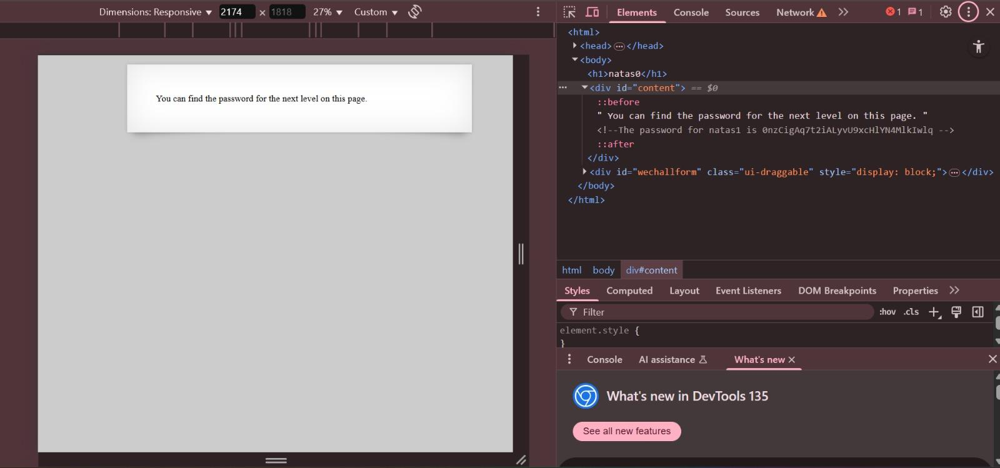 Dimensions: Responsive ▼ 2174 × 1818 27% ▼ Custom ▼
You can find the password for the next level on this page.
Elements Console Sources Network 1 1
<html>
<head>…</head>
<body>
<h1>natas0</h1>
<div id="content"> == $0
::before
" You can find the password for the next level on this page. "
<!--The password for natas1 is 0nzCigAq7t2iALyvU9xcHlYN4MlkIwlq -->
::after
</div>
<div id="wechallform" class="ui-draggable" style="display: block;">…</div>
</body>
</html>
html body div#content
Styles Computed Layout Event Listeners DOM Breakpoints Properties
Filter :hov .cls
element.style {
}
Console AI assistance What's new
What's new in DevTools 135
See all new features